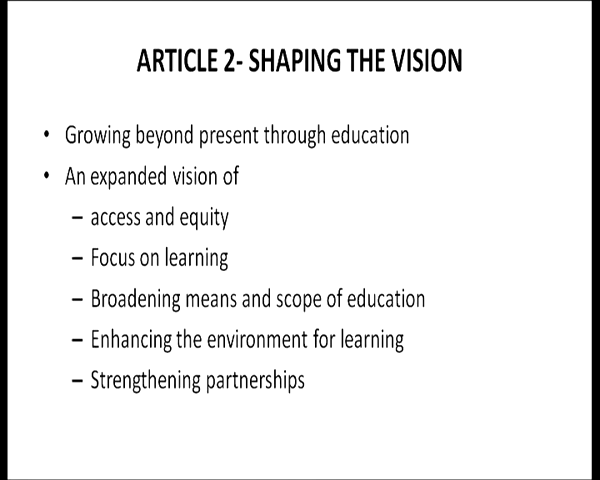 ARTICLE 2- SHAPING THE VISION
• Growing beyond present through education
• An expanded vision of
– access and equity
– Focus on learning
– Broadening means and scope of education
– Enhancing the environment for learning
– Strengthening partnerships